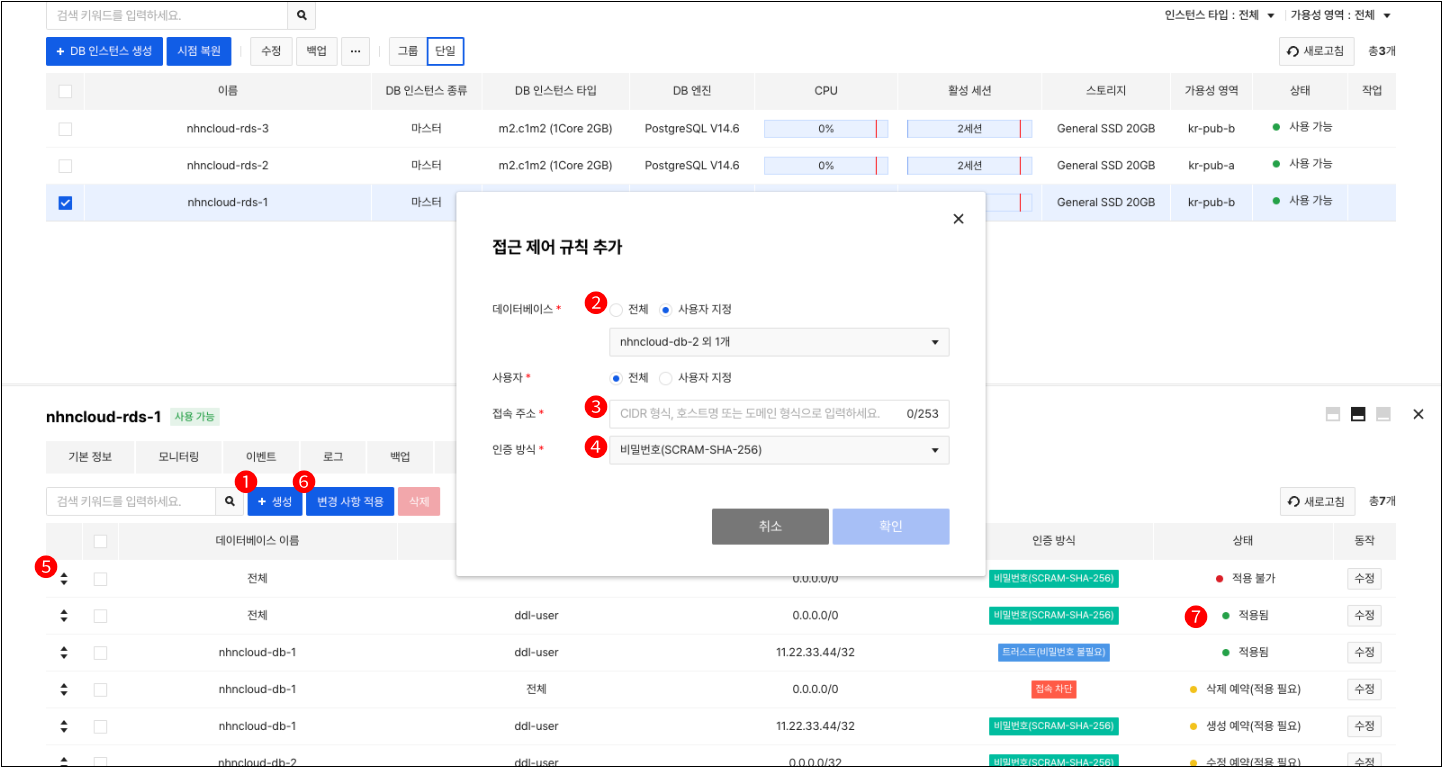 검색 키워드를 입력하세요.
인스턴스 타입 : 전체 가용성 영역 : 전체
+ DB 인스턴스 생성 시점 복원 수정 백업 ··· 그룹 단일 새로고침 총3개
이름 DB 인스턴스 종류 DB 인스턴스 타입 DB 엔진 CPU 활성 세션 스토리지 가용성 영역 상태 작업
nhncloud-rds-3 마스터 m2.c1m2 (1Core 2GB) PostgreSQL V14.6 0% 2세션 General SSD 20GB kr-pub-b 사용 가능
nhncloud-rds-2 마스터 m2.c1m2 (1Core 2GB) PostgreSQL V14.6 0% 2세션 General SSD 20GB kr-pub-a 사용 가능
nhncloud-rds-1 마스터 General SSD 20GB kr-pub-b 사용 가능
접근 제어 규칙 추가
데이터베이스 * 2 전체 사용자 지정
nhncloud-db-2 외 1개
사용자 * 전체 사용자 지정
접속 주소 * 3 CIDR 형식, 호스트명 또는 도메인 형식으로 입력하세요. 0/253
인증 방식 * 4 비밀번호(SCRAM-SHA-256)
취소 확인
nhncloud-rds-1 사용 가능
기본 정보 모니터링 이벤트 로그 백업
1 6
검색 키워드를 입력하세요. + 생성 변경 사항 적용 삭제 새로고침 총7개
데이터베이스 이름 인증 방식 상태 동작
5 전체 0.0.0.0/0 비밀번호(SCRAM-SHA-256) 적용 불가 수정
전체 ddl-user 0.0.0.0/0 비밀번호(SCRAM-SHA-256) 7 적용됨 수정
nhncloud-db-1 ddl-user 11.22.33.44/32 트러스트(비밀번호 불필요) 적용됨 수정
nhncloud-db-1 전체 0.0.0.0/0 접속 차단 삭제 예약(적용 필요) 수정
nhncloud-db-1 ddl-user 11.22.33.44/32 비밀번호(SCRAM-SHA-256) 생성 예약(적용 필요) 수정
nhncloud-db-2 ddl-user 0.0.0.0/32 비밀번호(SCRAM-SHA-256) 수정 예약(적용 필요) 수정